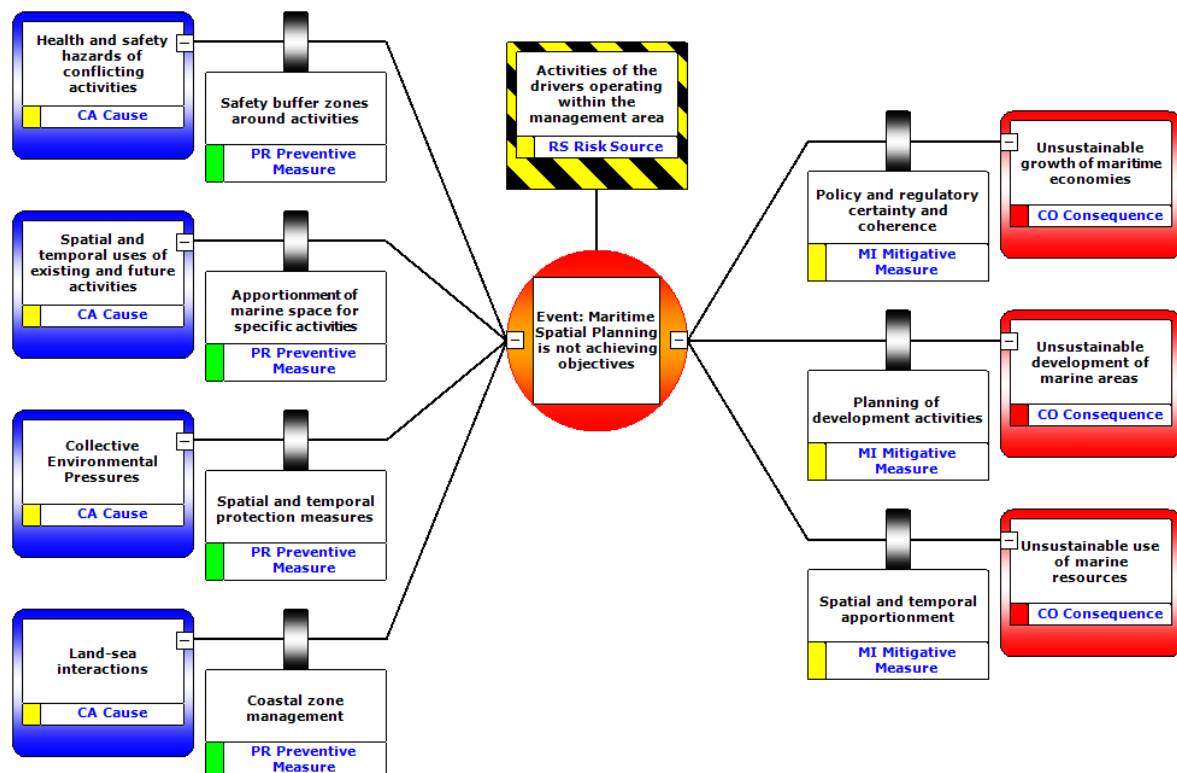 Health and safety
hazards of
conflicting
activities
CA Cause
Safety buffer zones
around activities
PR Preventive
Measure
Spatial and
temporal uses of
existing and future
activities
CA Cause
Apportionment of
marine space for
specific activities
PR Preventive
Measure
Collective
Environmental
Pressures
CA Cause
Spatial and temporal
protection measures
PR Preventive
Measure
Land-sea
interactions
CA Cause
Coastal zone
management
PR Preventive
Measure
Activities of the
drivers operating
within the
management area
RS Risk Source
Event: Maritime
Spatial Planning
is not achieving
objectives
Policy and regulatory
certainty and
coherence
MI Mitigative
Measure
Unsustainable
growth of maritime
economies
CO Consequence
Planning of
development activities
MI Mitigative
Measure
Unsustainable
development of
marine areas
CO Consequence
Spatial and temporal
apportionment
MI Mitigative
Measure
Unsustainable use
of marine
resources
CO Consequence